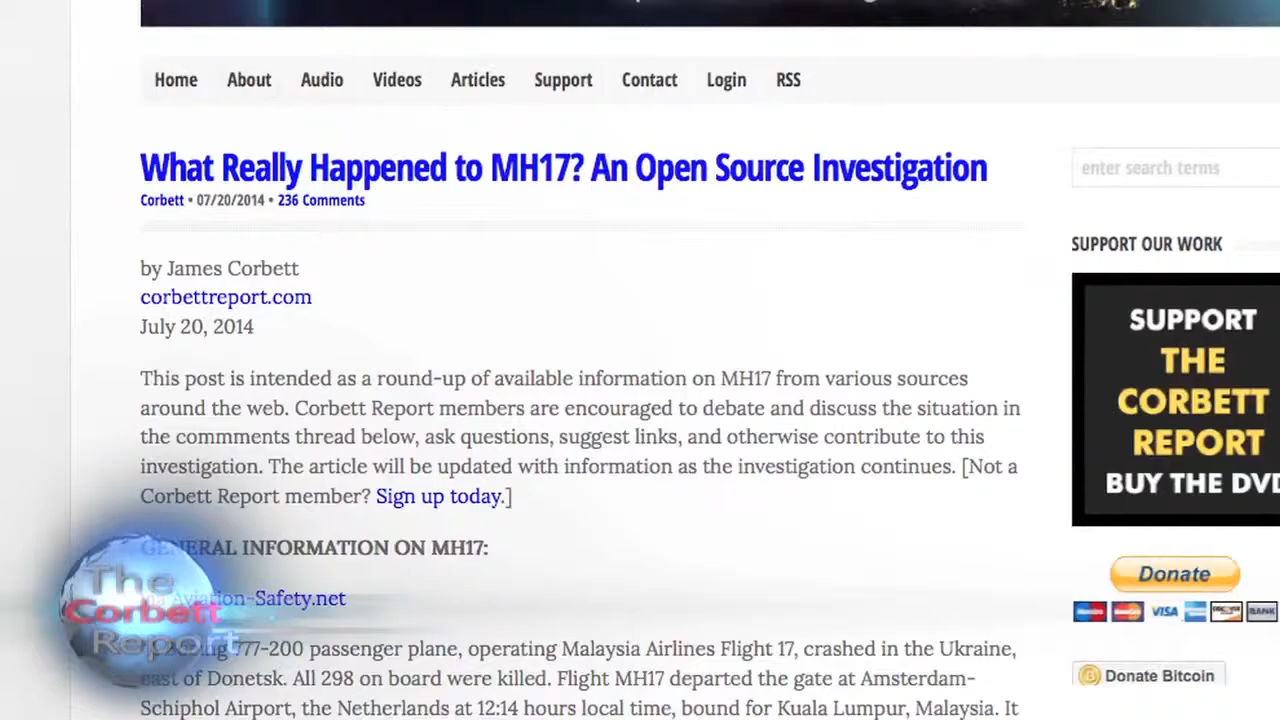 Home About Audio Videos Articles Support Contact Login RSS
What Really Happened to MH17? An Open Source Investigation
Corbett • 07/20/2014 • 236 Comments
by James Corbett
corbettreport.com
July 20, 2014
This post is intended as a round-up of available information on MH17 from various sources
around the web. Corbett Report members are encouraged to debate and discuss the situation in
the commments thread below, ask questions, suggest links, and otherwise contribute to this
investigation. The article will be updated with information as the investigation continues. [Not a
Corbett Report member? Sign up today.]
GENERAL INFORMATION ON MH17:
Aviation-Safety.net
777-200 passenger plane, operating Malaysia Airlines Flight 17, crashed in the Ukraine,
east of Donetsk. All 298 on board were killed. Flight MH17 departed the gate at Amsterdam-
Schiphol Airport, the Netherlands at 12:14 hours local time, bound for Kuala Lumpur, Malaysia. It
The
Corbett
Report
enter search terms
SUPPORT OUR WORK
SUPPORT
THE
CORBETT
REPORT
BUY THE DVD
Donate
VISA BANK
Donate Bitcoin